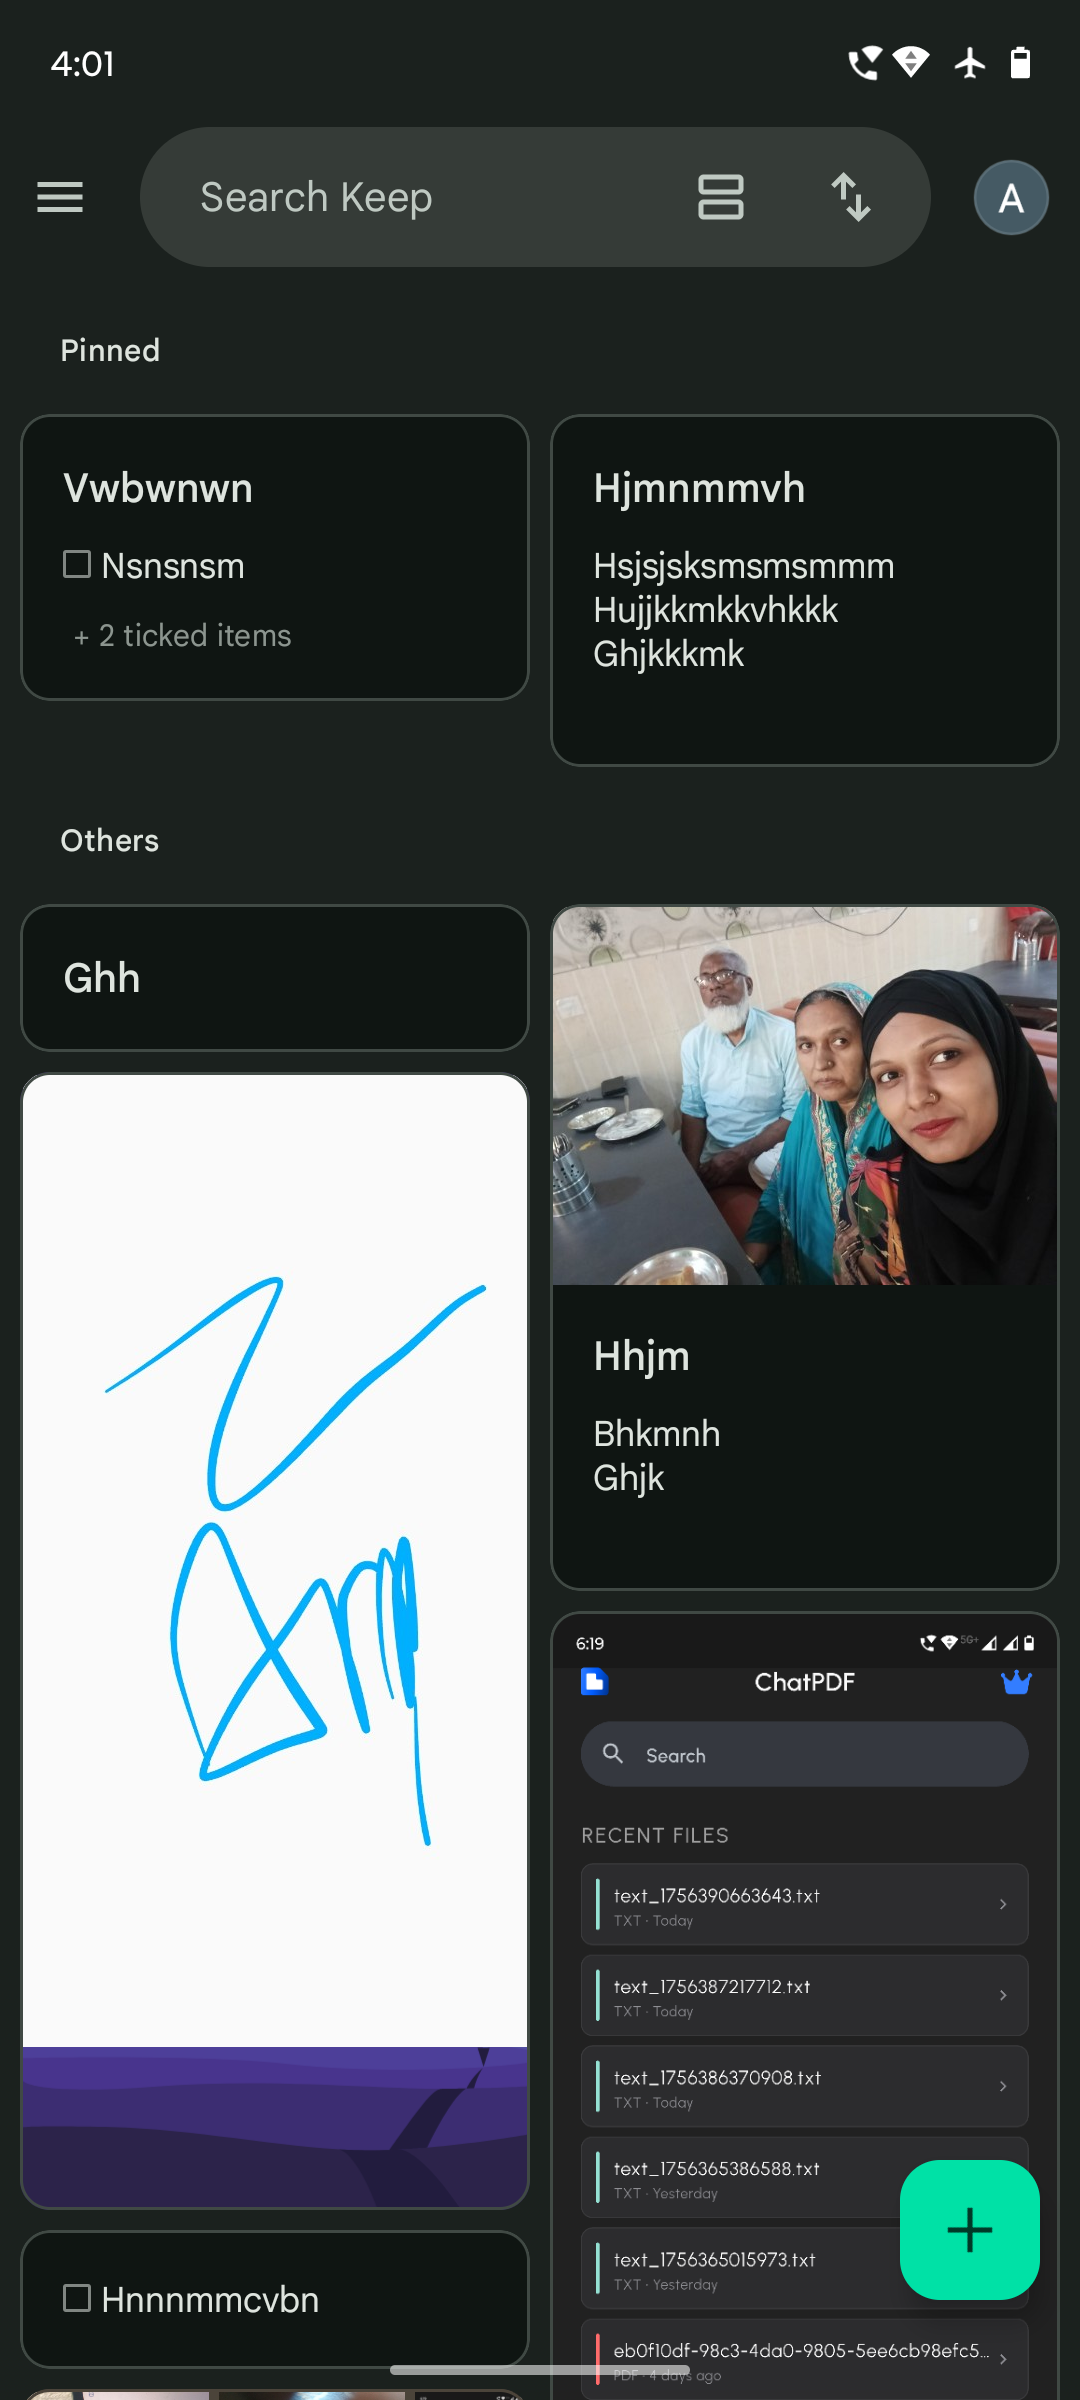 4:01
Search Keep
A
Pinned
Vwbwnwn
Nsnsnsm
+ 2 ticked items
Hjmnmmvh
Hsjsjsksmsmsmmm
Hujjkkmkkvhkkk
Ghjkkkmk
Others
Ghh
Hhjm
Bhkmnh
Ghjk
6:19
5G+
ChatPDF
Search
RECENT FILES
text_1756390663643.txt
TXT · Today
text_1756387217712.txt
TXT · Today
text_1756386370908.txt
TXT · Today
text_1756365386588.txt
TXT · Yesterday
text_1756365015973.txt
TXT · Yesterday
eb0f10df-98c3-4da0-9805-5ee6cb98efc5...
PDF · 4 days ago
Hnnnmmcvbn